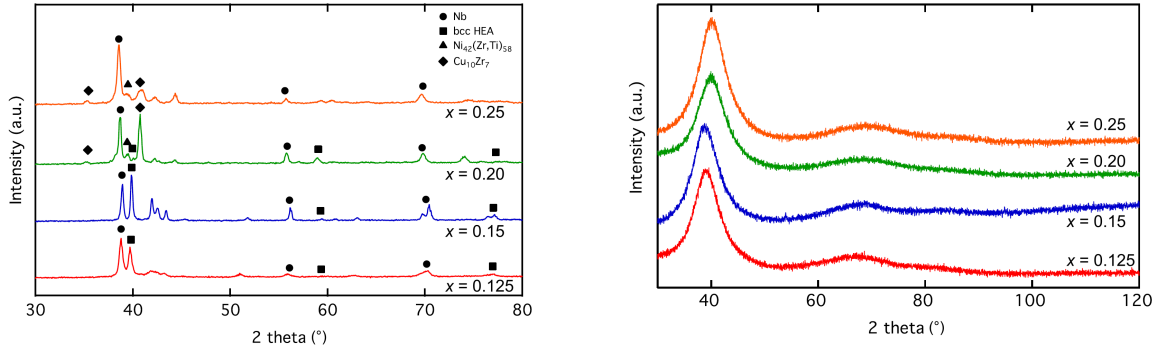 Nb
bcc HEA
Ni42(Zr,Ti)58
Cu10Zr7
x = 0.25
x = 0.20
x = 0.15
x = 0.125
Intensity (a.u.)
30 40 50 60 70 80
2 theta (°)
x = 0.25
x = 0.20
x = 0.15
x = 0.125
Intensity (a.u.)
40 60 80 100 120
2 theta (°)